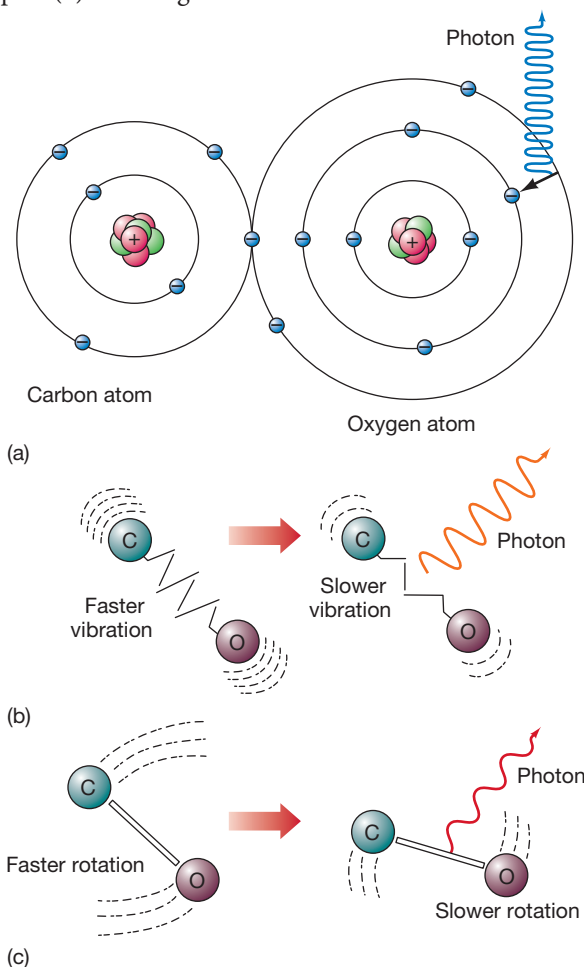 Photon
Carbon atom
Oxygen atom
(a)
C
O
Faster
vibration
C
O
Slower
vibration
Photon
(b)
C
O
Faster rotation
C
O
Photon
Slower rotation
(c)